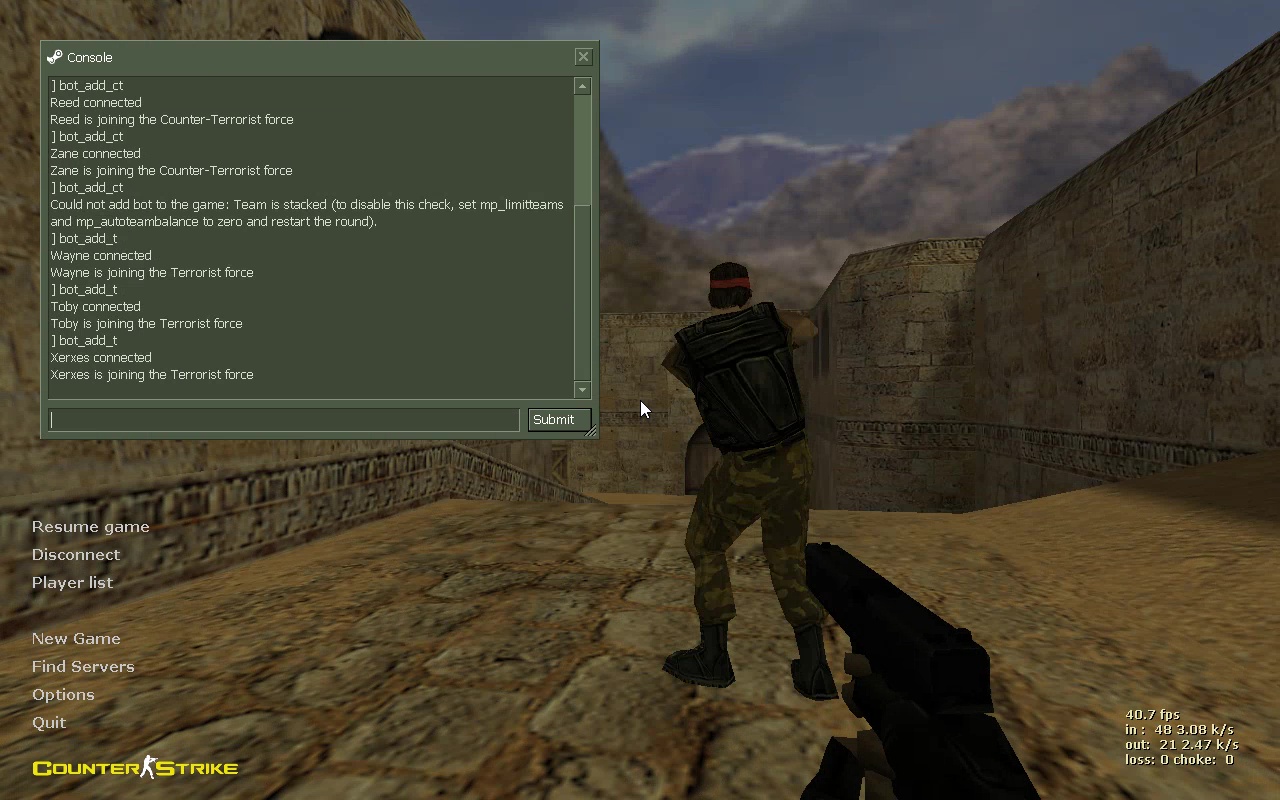 Console
] bot_add_ct
Reed connected
Reed is joining the Counter-Terrorist force
] bot_add_ct
Zane connected
Zane is joining the Counter-Terrorist force
] bot_add_ct
Could not add bot to the game: Team is stacked (to disable this check, set mp_limitteams
and mp_autoteambalance to zero and restart the round).
] bot_add_t
Wayne connected
Wayne is joining the Terrorist force
] bot_add_t
Toby connected
Toby is joining the Terrorist force
] bot_add_t
Xerxes connected
Xerxes is joining the Terrorist force
Submit
Resume game
Disconnect
Player list
New Game
Find Servers
Options
Quit
COUNTER STRIKE
40.7 fps
in : 48 3.08 k/s
out: 21 2.47 k/s
loss: 0 choke: 0